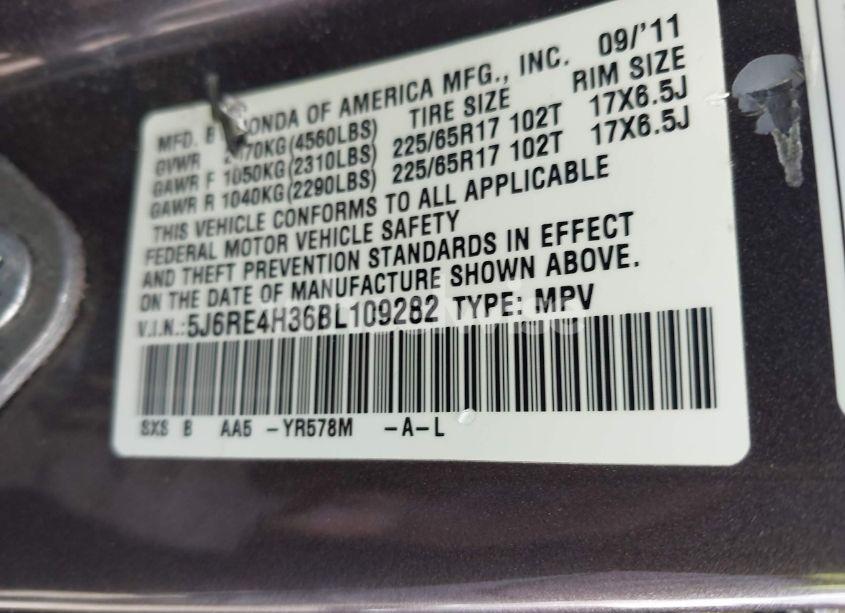 MFD. B HONDA OF AMERICA MFG., INC. 09/'11
GVWR 2070KG(4560LBS) TIRE SIZE RIM SIZE
GAWR F 1050KG(2310LBS) 225/65R17 102T 17X6.5J
GAWR R 1040KG(2290LBS) 225/65R17 102T 17X6.5J
THIS VEHICLE CONFORMS TO ALL APPLICABLE
FEDERAL MOTOR VEHICLE SAFETY
AND THEFT PREVENTION STANDARDS IN EFFECT
ON THE DATE OF MANUFACTURE SHOWN ABOVE.
V.I.N.:5J6RE4H36BL109282 TYPE: MPV
SXS B AA5 -YR578M -A-L